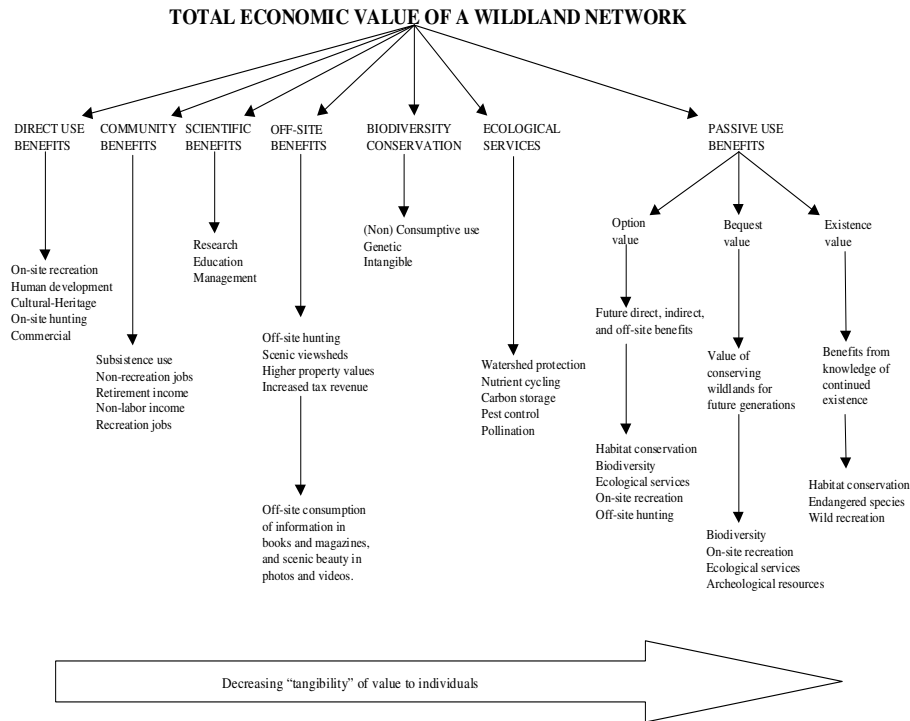 TOTAL ECONOMIC VALUE OF A WILDLAND NETWORK
DIRECT USE
BENEFITS
On-site recreation
Human development
Cultural-Heritage
On-site hunting
Commercial
COMMUNITY
BENEFITS
Subsistence use
Non-recreation jobs
Retirement income
Non-labor income
Recreation jobs
SCIENTIFIC
BENEFITS
Research
Education
Management
OFF-SITE
BENEFITS
Off-site hunting
Scenic viewsheds
Higher property values
Increased tax revenue
Off-site consumption
of information in
books and magazines,
and scenic beauty in
photos and videos.
BIODIVERSITY
CONSERVATION
(Non) Consumptive use
Genetic
Intangible
ECOLOGICAL
SERVICES
Watershed protection
Nutrient cycling
Carbon storage
Pest control
Pollination
PASSIVE USE
BENEFITS
Option
value
Future direct, indirect,
and off-site benefits
Habitat conservation
Biodiversity
Ecological services
On-site recreation
Off-site hunting
Bequest
value
Value of
conserving
wildlands for
future generations
Biodiversity
On-site recreation
Ecological services
Archeological resources
Existence
value
Benefits from
knowledge of
continued
existence
Habitat conservation
Endangered species
Wild recreation
Decreasing “tangibility” of value to individuals